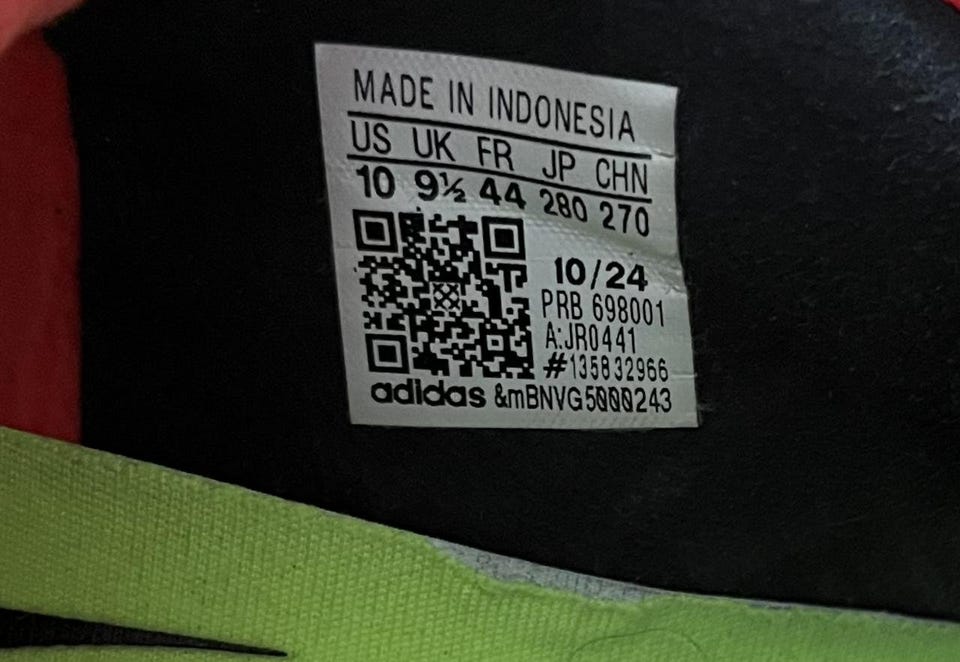 MADE IN INDONESIA
US UK FR JP CHN
10 9½ 44 280 270
10/24
PRB 698001
A:JR0441
#135832966
adidas &mBNVG5000243